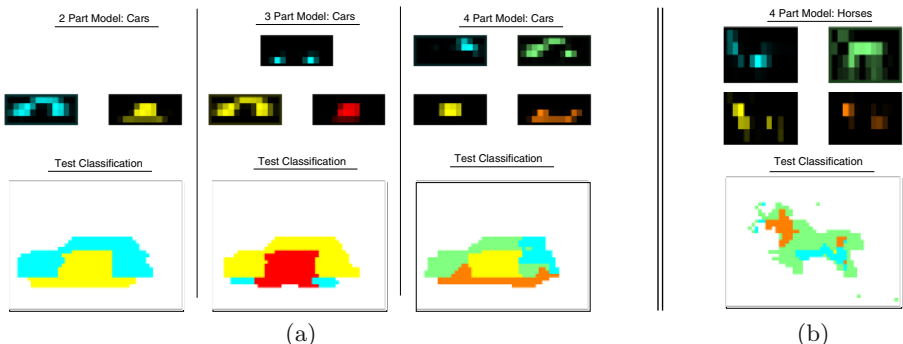 2 Part Model: Cars
3 Part Model: Cars
4 Part Model: Cars
4 Part Model: Horses
Test Classification
Test Classification
Test Classification
Test Classification
(a)
(b)